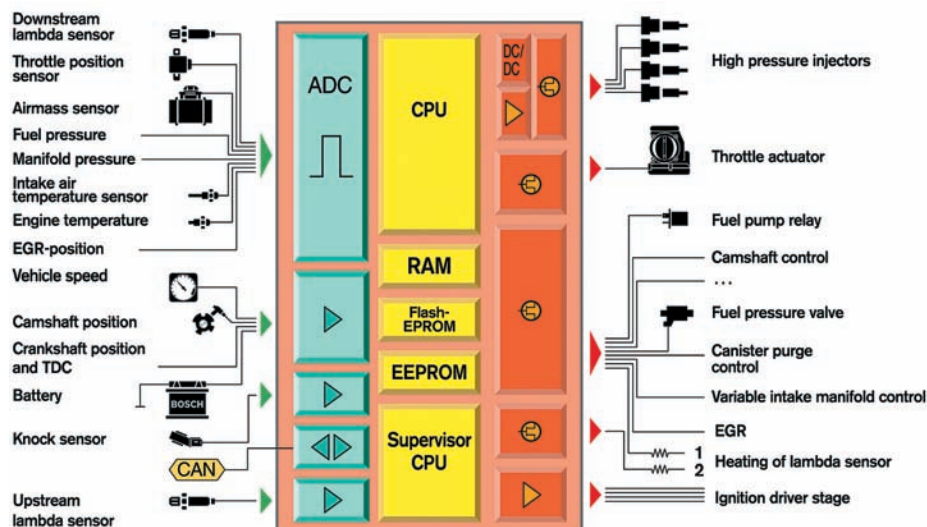 Downstream
lambda sensor
Throttle position
sensor
Airmass sensor
Fuel pressure
Manifold pressure
Intake air
temperature sensor
Engine temperature
EGR-position
Vehicle speed
Camshaft position
Crankshaft position
and TDC
Battery
BOSCH
Knock sensor
CAN
Upstream
lambda sensor
ADC
CPU
RAM
Flash-
EPROM
EEPROM
Supervisor
CPU
DC/
DC
High pressure injectors
Throttle actuator
Fuel pump relay
Camshaft control
...
Fuel pressure valve
Canister purge
control
Variable intake manifold control
EGR
1
2
Heating of lambda sensor
Ignition driver stage